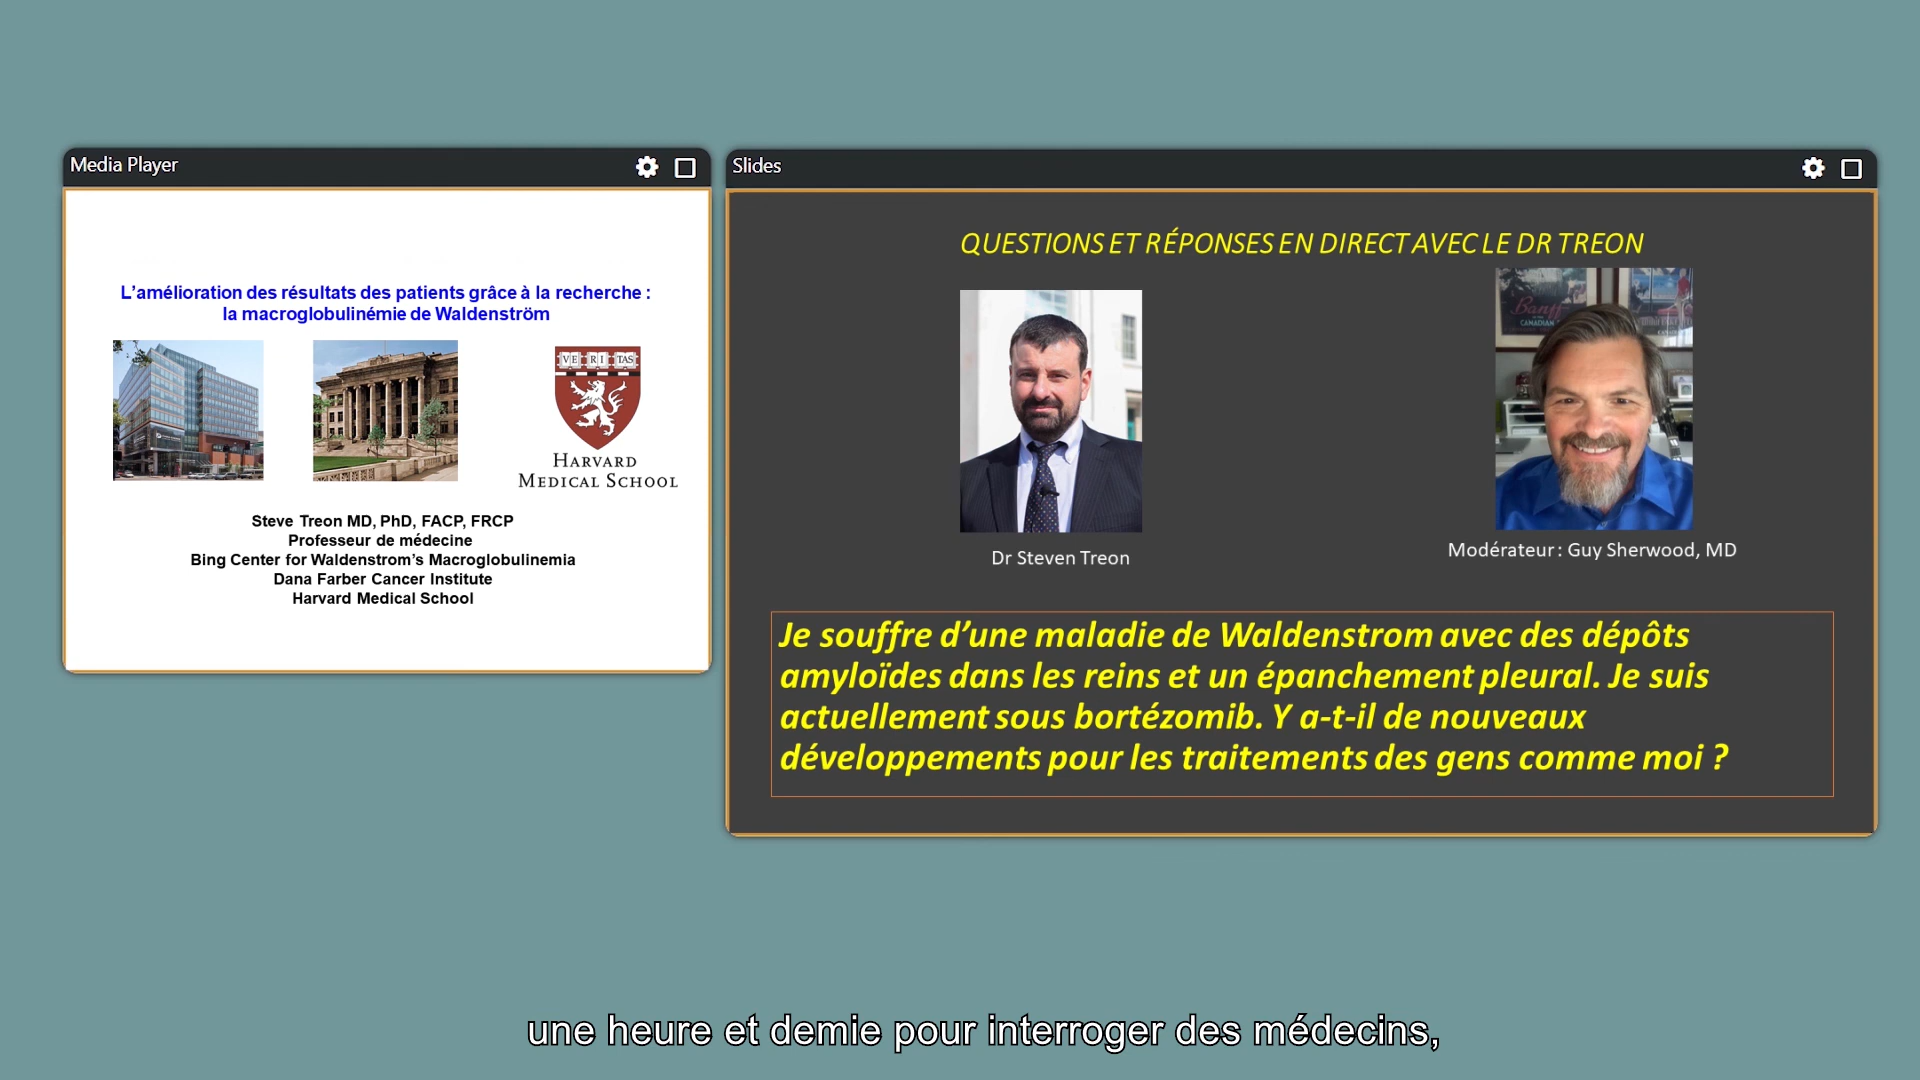 Media Player
L’amélioration des résultats des patients grâce à la recherche :
la macroglobulinémie de Waldenström
VE RI TAS
HARVARD
MEDICAL SCHOOL
Steve Treon MD, PhD, FACP, FRCP
Professeur de médecine
Bing Center for Waldenstrom’s Macroglobulinemia
Dana Farber Cancer Institute
Harvard Medical School
Slides
QUESTIONS ET RÉPONSES EN DIRECT AVEC LE DR TREON
Banff
CANADIAN
Dr Steven Treon
Modérateur : Guy Sherwood, MD
Je souffre d’une maladie de Waldenstrom avec des dépôts
amyloïdes dans les reins et un épanchement pleural. Je suis
actuellement sous bortézomib. Y a-t-il de nouveaux
développements pour les traitements des gens comme moi ?
une heure et demie pour interroger des médecins,